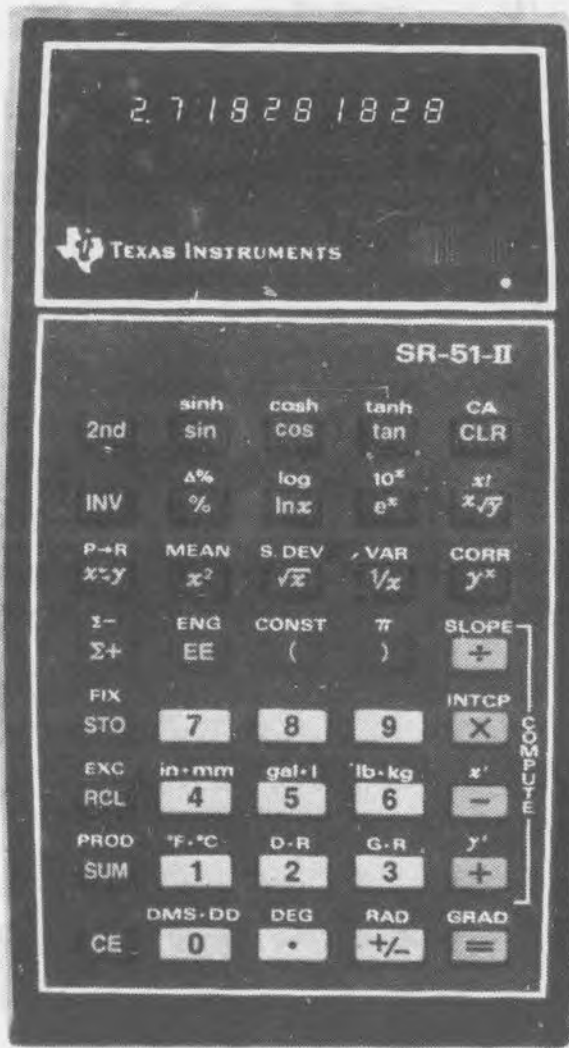 2.718281828
TEXAS INSTRUMENTS
SR-51-II
sinh cosh tanh CA
2nd sin cos tan CLR
Δ% log 10ˣ x!
INV % lnx eˣ ˣ√y
P→R MEAN S.DEV VAR CORR
x⇌y x² √x 1/x yˣ
Σ− ENG CONST π SLOPE
Σ+ EE ( ) ÷
FIX INTCP
STO 7 8 9 ×
COMPUTE
EXC in·mm gal·l lb·kg x'
RCL 4 5 6 −
PROD °F·°C D·R G·R y'
SUM 1 2 3 +
DMS·DD DEG RAD GRAD
CE 0 • +/− =